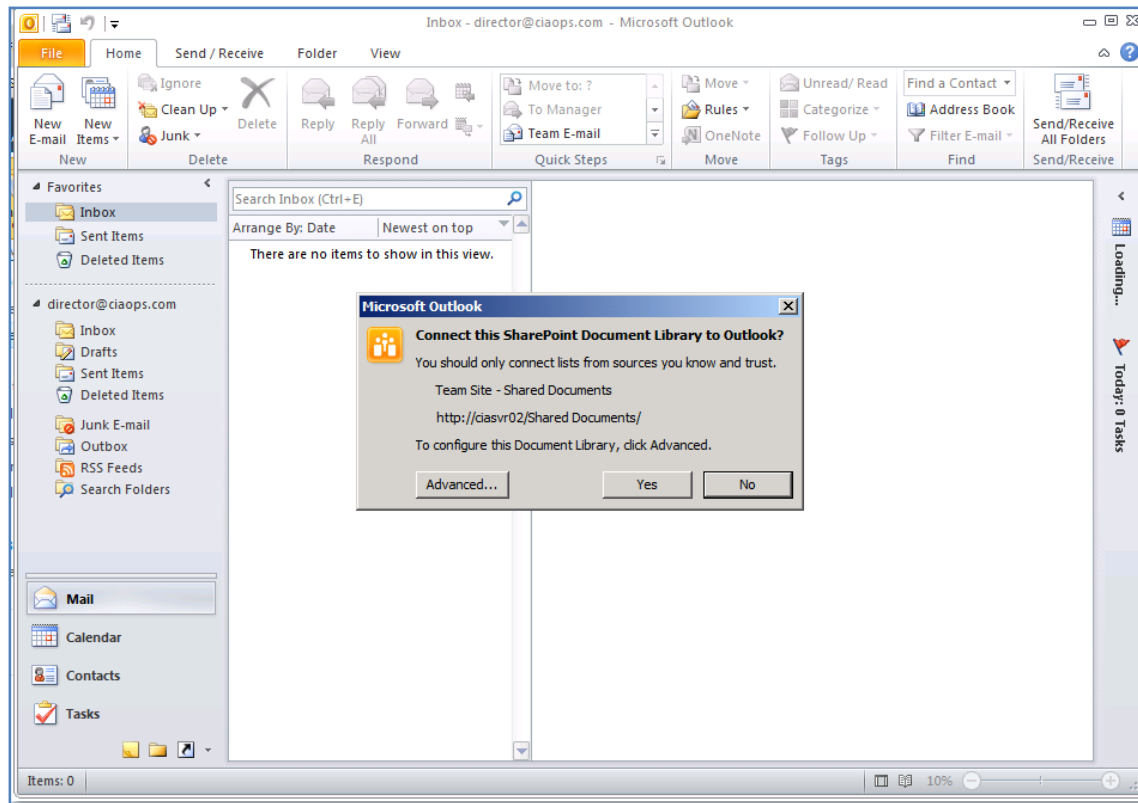 Inbox - director@ciaops.com - Microsoft Outlook
File Home Send / Receive Folder View
New E-mail
New Items
New
Ignore
Clean Up
Junk
Delete
Delete
Reply
Reply All
Forward
Respond
Move to: ?
To Manager
Team E-mail
Quick Steps
Move
Rules
OneNote
Move
Unread/ Read
Categorize
Follow Up
Tags
Find a Contact
Address Book
Filter E-mail
Find
Send/Receive All Folders
Send/Receive
Favorites
Inbox
Sent Items
Deleted Items
director@ciaops.com
Inbox
Drafts
Sent Items
Deleted Items
Junk E-mail
Outbox
RSS Feeds
Search Folders
Mail
Calendar
Contacts
Tasks
Search Inbox (Ctrl+E)
Arrange By: Date Newest on top
There are no items to show in this view.
Microsoft Outlook
Connect this SharePoint Document Library to Outlook?
You should only connect lists from sources you know and trust.
Team Site - Shared Documents
http://ciasvr02/Shared Documents/
To configure this Document Library, click Advanced.
Advanced... Yes No
Loading...
Today: 0 Tasks
Items: 0
10%